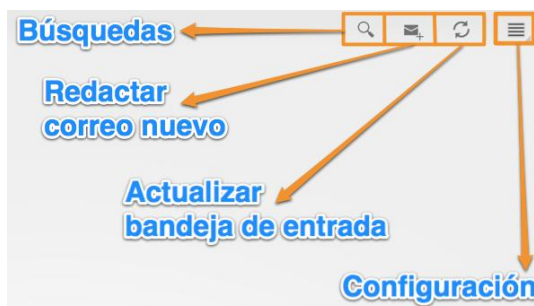 Búsquedas
Redactar
correo nuevo
Actualizar
bandeja de entrada
Configuración